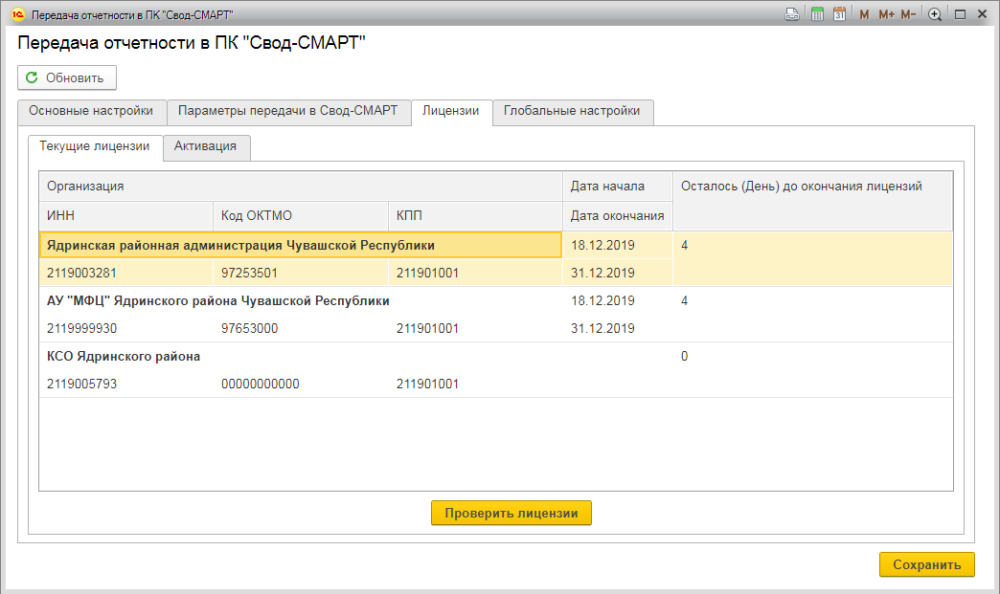 1С Передача отчетности в ПК "Свод-СМАРТ" 31 M M+ M-
Передача отчетности в ПК "Свод-СМАРТ"
Обновить
Основные настройки Параметры передачи в Свод-СМАРТ Лицензии Глобальные настройки
Текущие лицензии Активация
Организация Дата начала Осталось (День) до окончания лицензий
ИНН Код ОКТМО КПП Дата окончания
Ядринская районная администрация Чувашской Республики 18.12.2019 4
2119003281 97253501 211901001 31.12.2019
АУ "МФЦ" Ядринского района Чувашской Республики 18.12.2019 4
2119999930 97653000 211901001 31.12.2019
КСО Ядринского района 0
2119005793 00000000000 211901001
Проверить лицензии
Сохранить